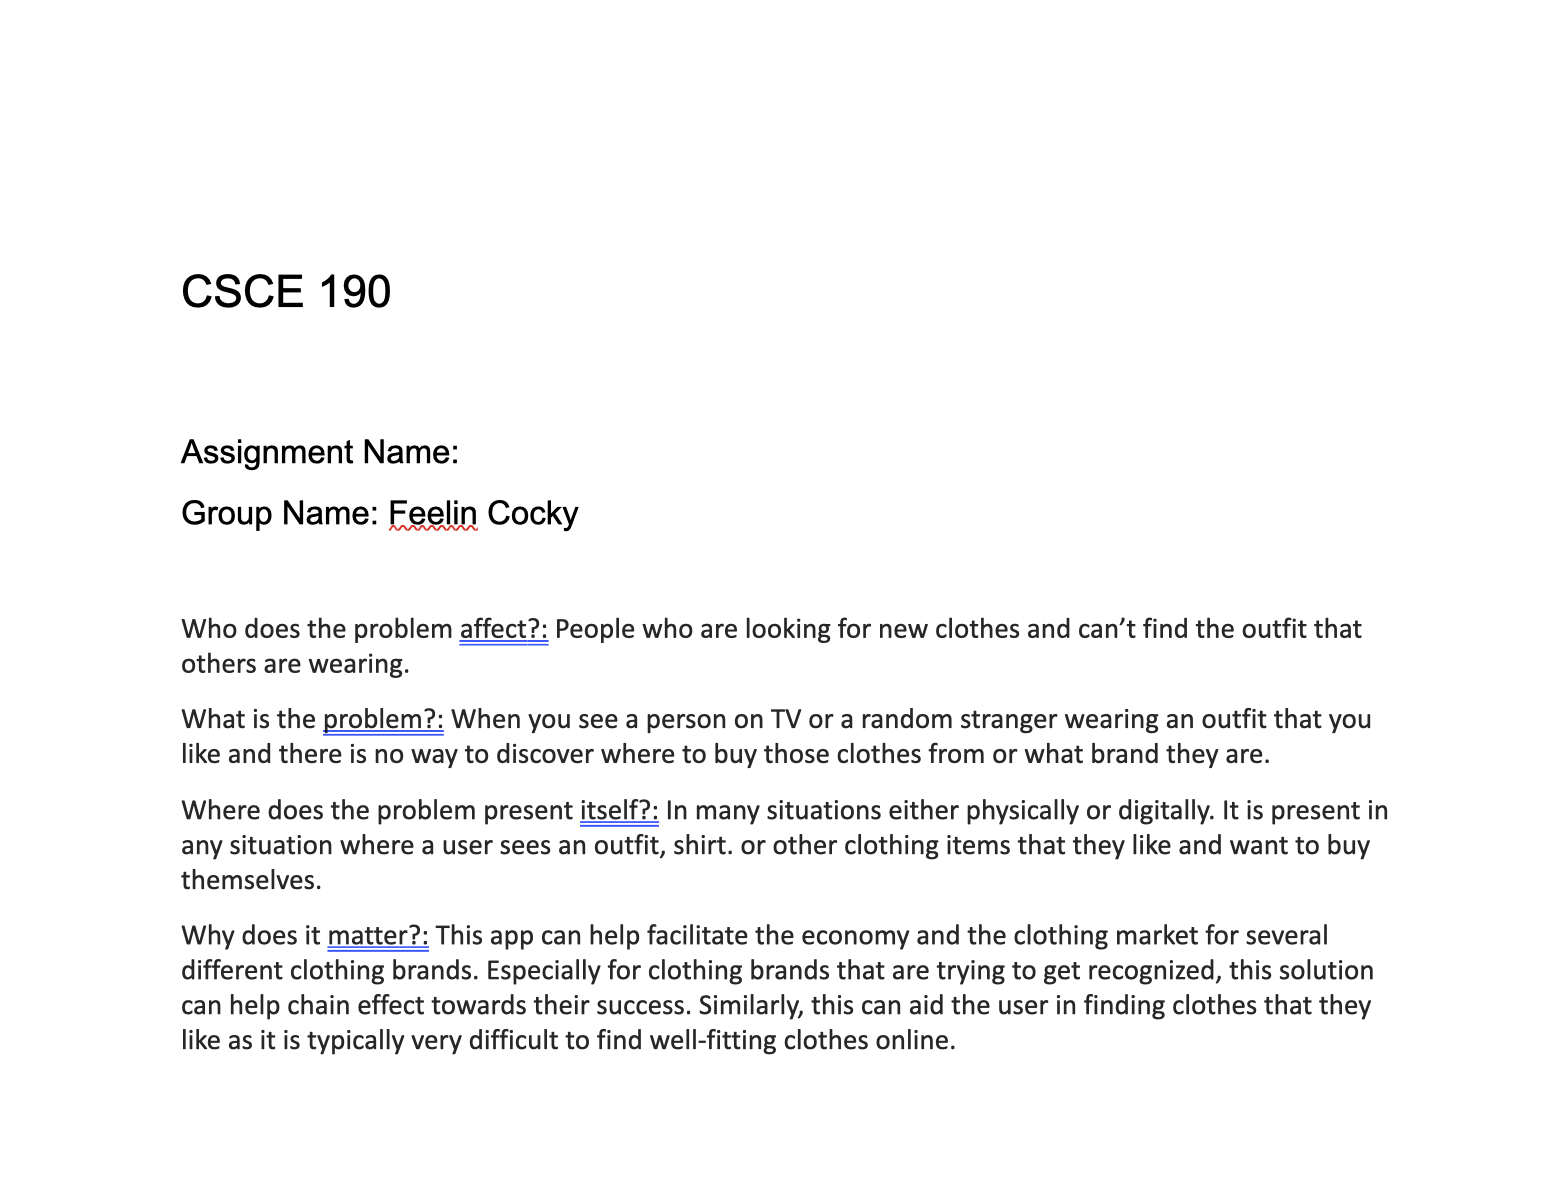 CSCE 190
Assignment Name:
Group Name: Feelin Cocky
Who does the problem affect?: People who are looking for new clothes and can’t find the outfit that
others are wearing.
What is the problem?: When you see a person on TV or a random stranger wearing an outfit that you
like and there is no way to discover where to buy those clothes from or what brand they are.
Where does the problem present itself?: In many situations either physically or digitally. It is present in
any situation where a user sees an outfit, shirt. or other clothing items that they like and want to buy
themselves.
Why does it matter?: This app can help facilitate the economy and the clothing market for several
different clothing brands. Especially for clothing brands that are trying to get recognized, this solution
can help chain effect towards their success. Similarly, this can aid the user in finding clothes that they
like as it is typically very difficult to find well-fitting clothes online.